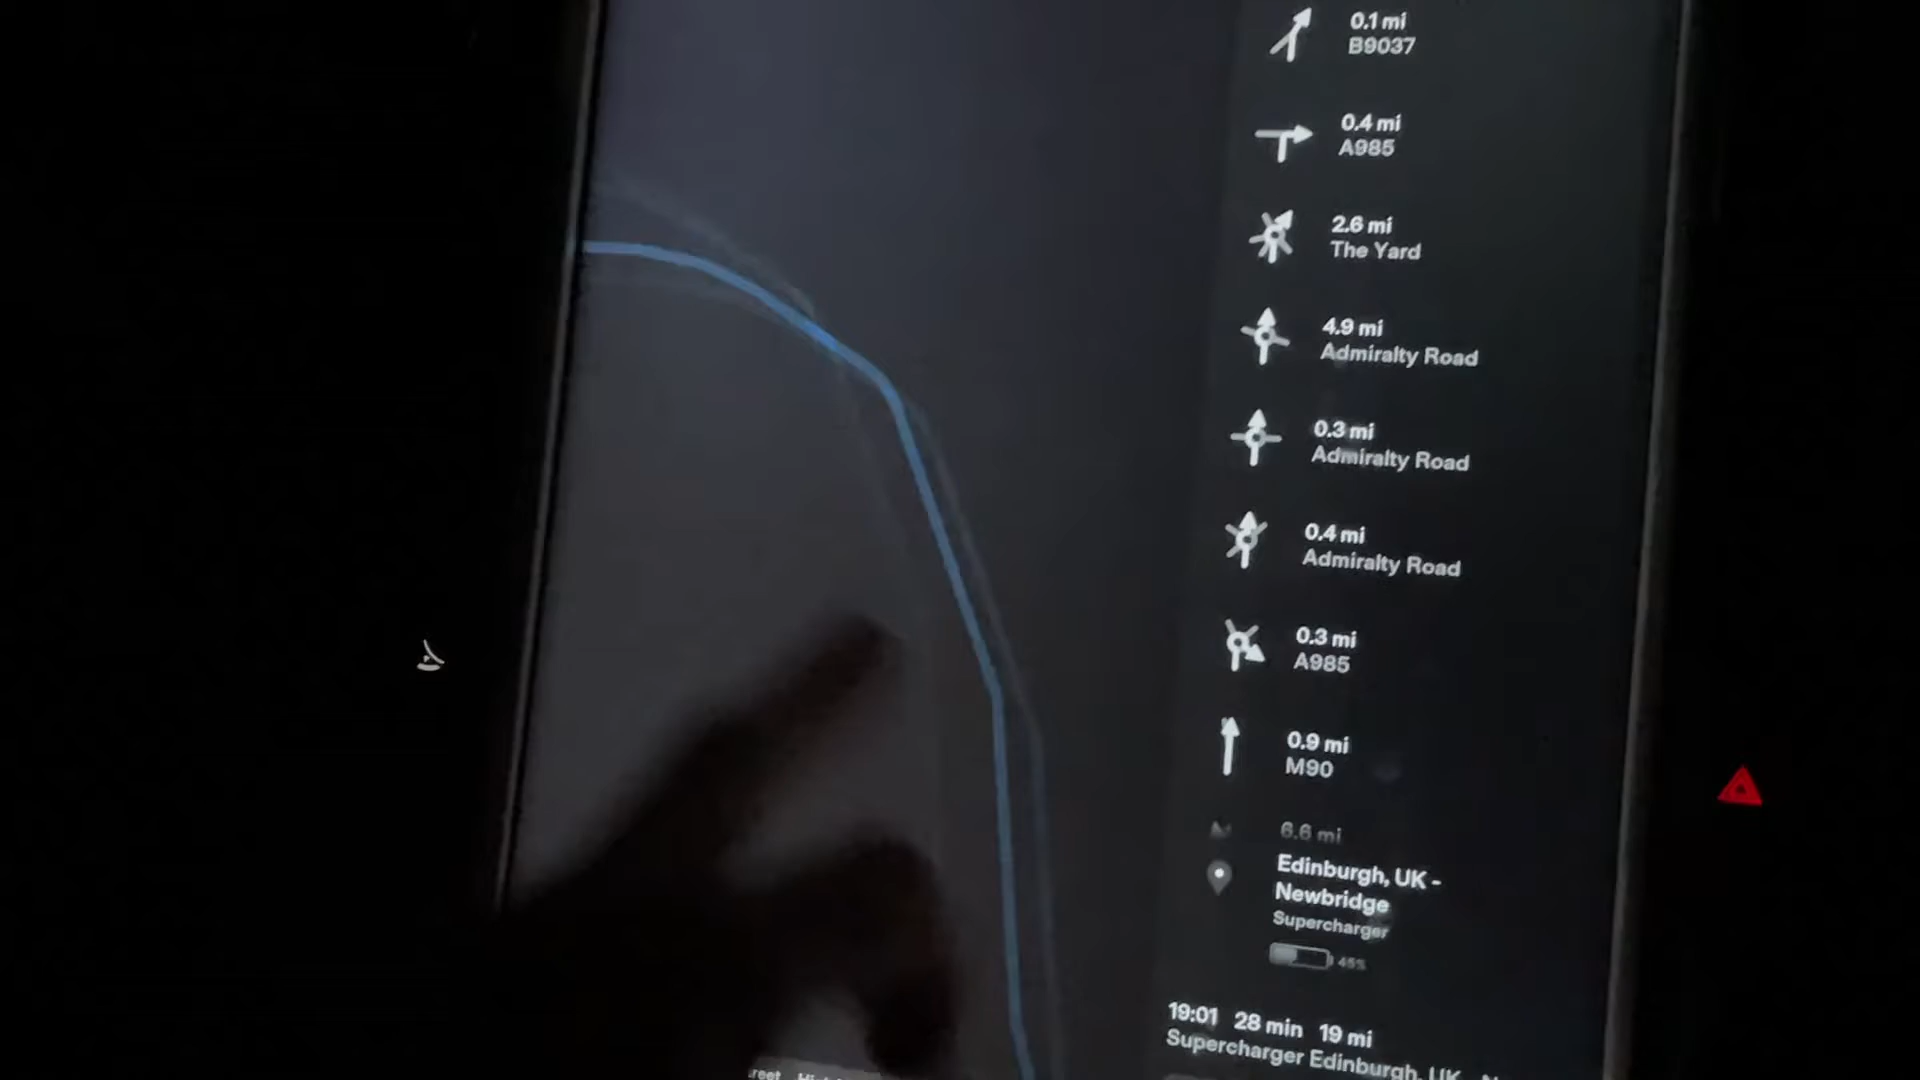 0.1 mi
B9037
0.4 mi
A985
2.6 mi
The Yard
4.9 mi
Admiralty Road
0.3 mi
Admiralty Road
0.4 mi
Admiralty Road
0.3 mi
A985
0.9 mi
M90
6.6 mi
Edinburgh, UK -
Newbridge
Supercharger
45%
19:01 28 min 19 mi
Supercharger Edinburgh, UK